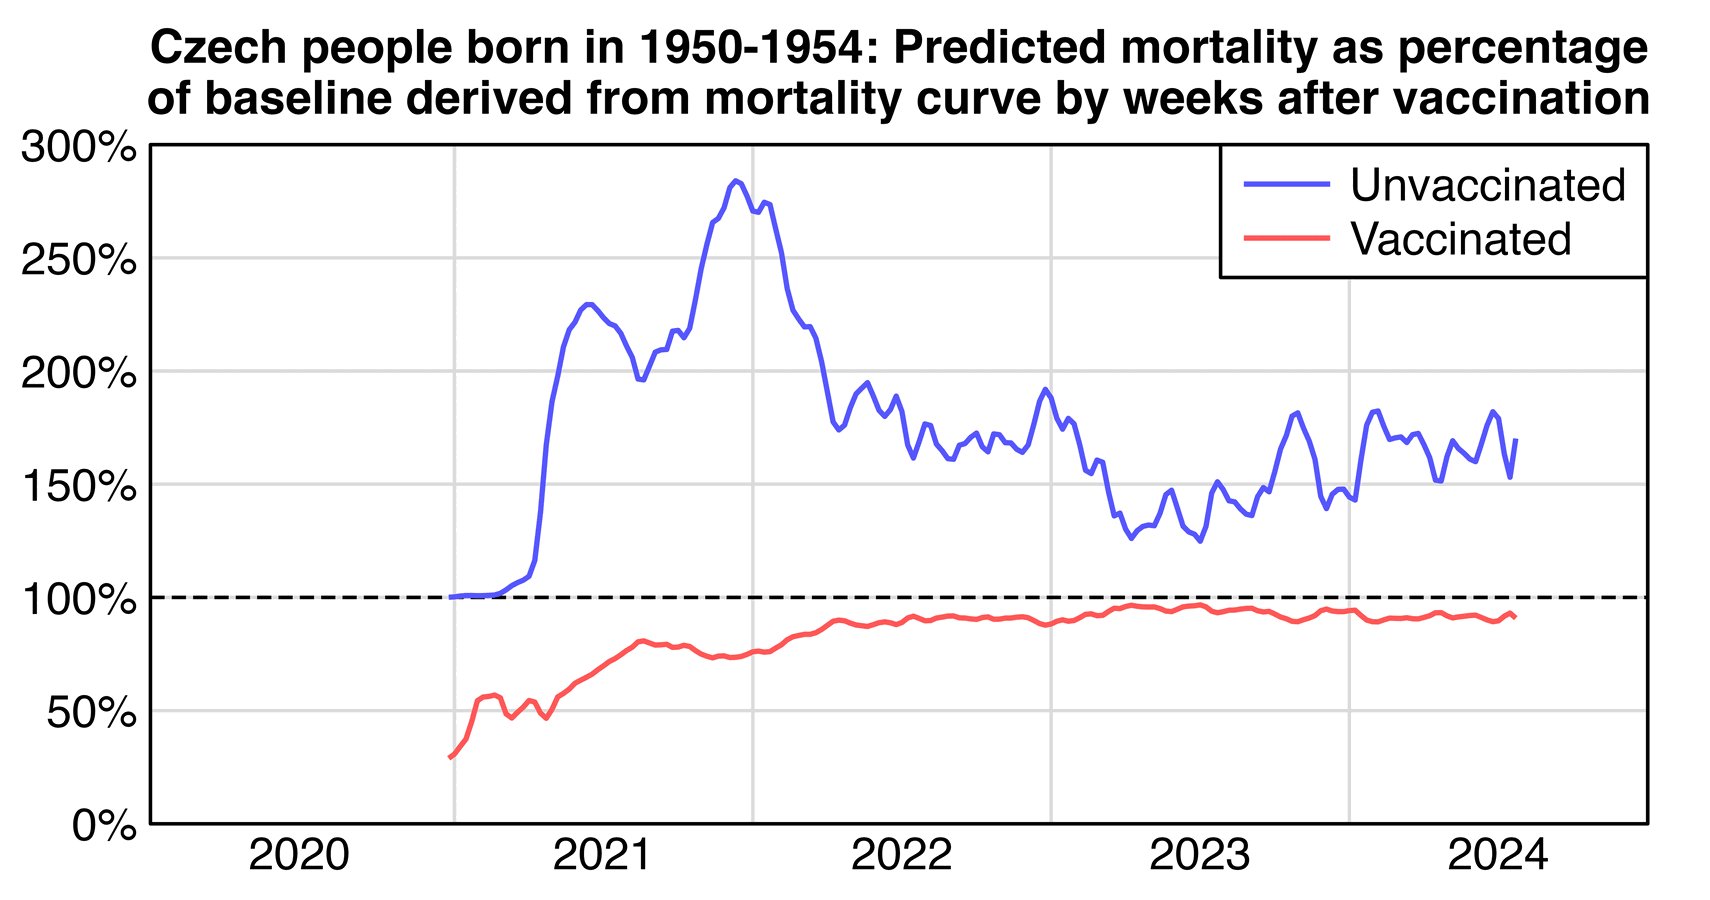 Czech people born in 1950-1954: Predicted mortality as percentage
of baseline derived from mortality curve by weeks after vaccination
300%
250%
200%
150%
100%
50%
0%
Unvaccinated
Vaccinated
2020 2021 2022 2023 2024